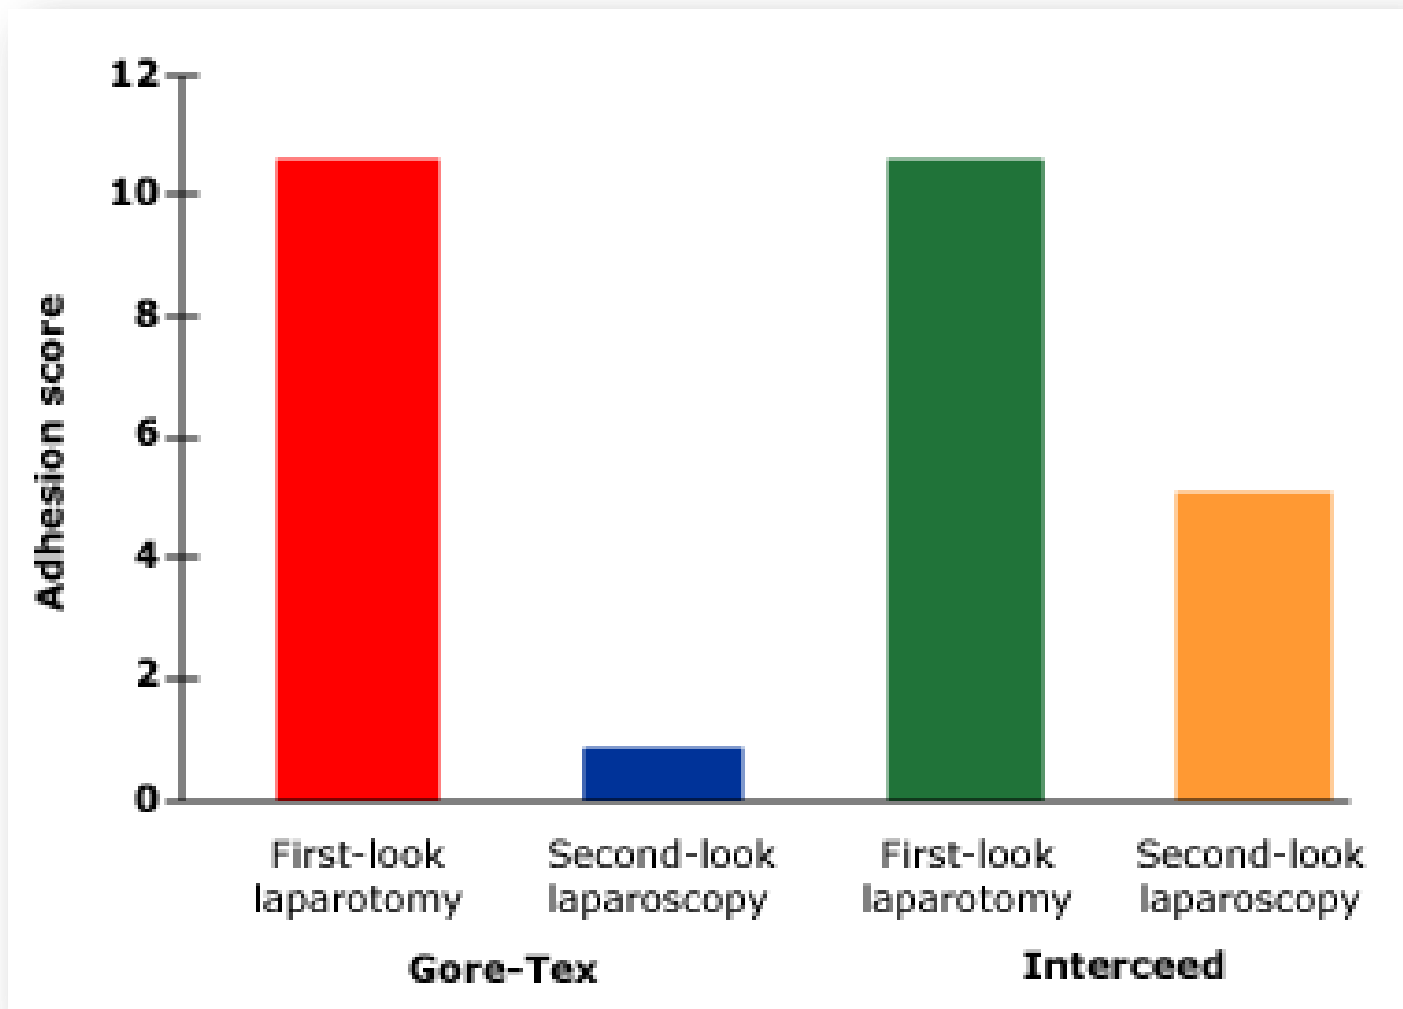 12
10
8
6
4
2
0
Adhesion score
First-look
laparotomy
Second-look
laparoscopy
First-look
laparotomy
Second-look
laparoscopy
Gore-Tex
Interceed